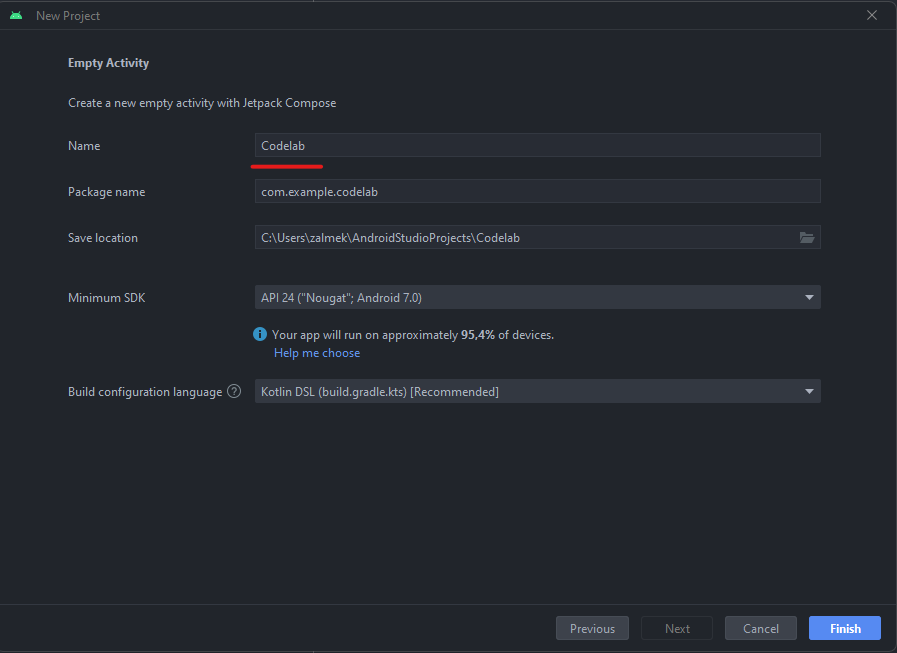 New Project
Empty Activity
Create a new empty activity with Jetpack Compose
Name Codelab
Package name com.example.codelab
Save location C:\Users\zalmek\AndroidStudioProjects\Codelab
Minimum SDK API 24 ("Nougat"; Android 7.0)
Your app will run on approximately 95,4% of devices.
Help me choose
Build configuration language ? Kotlin DSL (build.gradle.kts) [Recommended]
Previous Next Cancel Finish